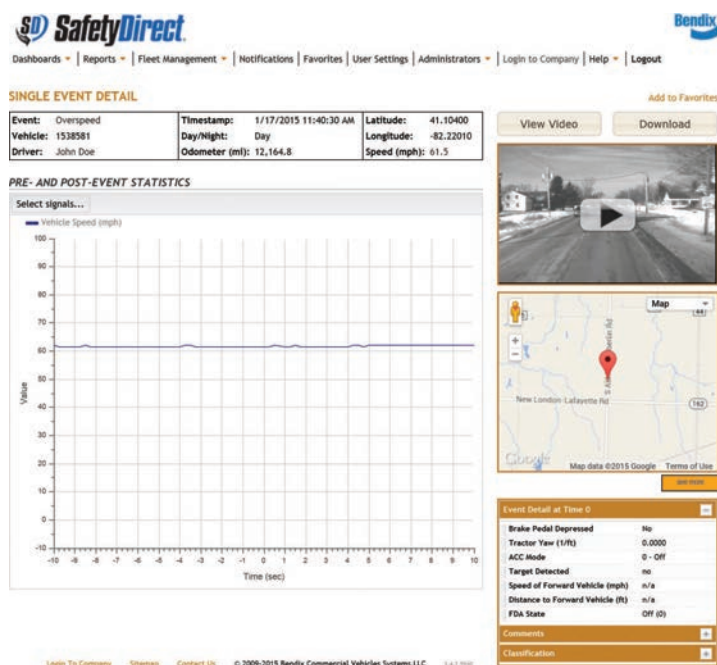 SD SafetyDirect
Bendix
Dashboards | Reports | Fleet Management | Notifications | Favorites | User Settings | Administrators | Login to Company | Help | Logout
SINGLE EVENT DETAIL
Add to Favorites
Event: Overspeed Timestamp: 1/17/2015 11:40:30 AM Latitude: 41.10400
Vehicle: 1538581 Day/Night: Day Longitude: -82.22010
Driver: John Doe Odometer (mi): 12,164.8 Speed (mph): 61.5
View Video Download
PRE- AND POST-EVENT STATISTICS
Select signals...
Vehicle Speed (mph)
100
90
80
70
60
50
40
30
20
10
0
-10
Value
-10 -9 -8 -7 -6 -5 -4 -3 -2 -1 0 1 2 3 4 5 6 7 8 9 10
Time (sec)
Map
New London-Lafayette Rd
162
Google Map data ©2015 Google Terms of Use
see more
Event Detail at Time 0
Brake Pedal Depressed No
Tractor Yaw (1/ft) 0.0000
ACC Mode 0 - Off
Target Detected no
Speed of Forward Vehicle (mph) n/a
Distance to Forward Vehicle (ft) n/a
FDA State Off (0)
Comments
Classification
Login To Company Sitemap Contact Us © 2009-2015 Bendix Commercial Vehicles Systems LLC